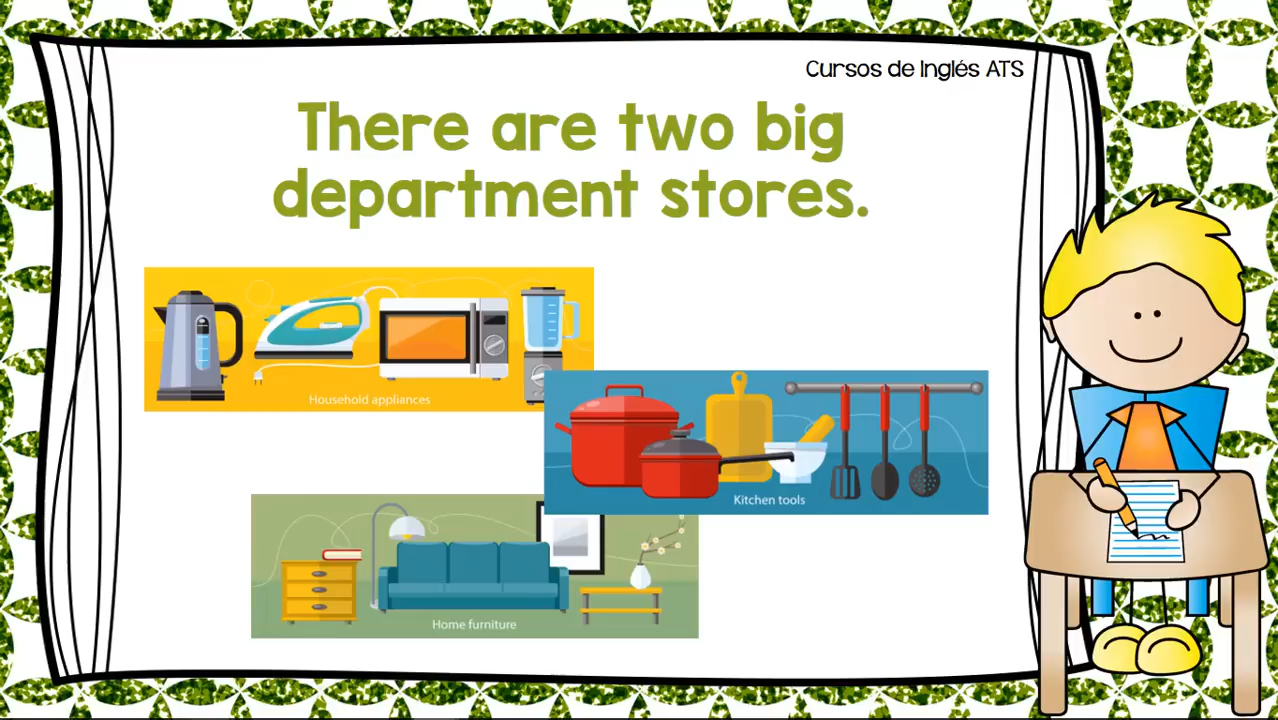 Cursos de Inglés ATS
There are two big
department stores.
Household appliances
Kitchen tools
Home furniture